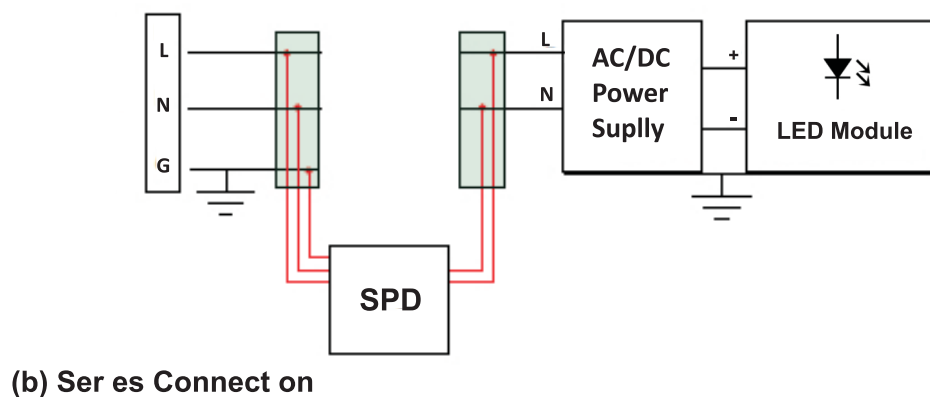 L
N
G
L
N
AC/DC
Power
Suplly
+
-
LED Module
SPD
(b) Ser es Connect on